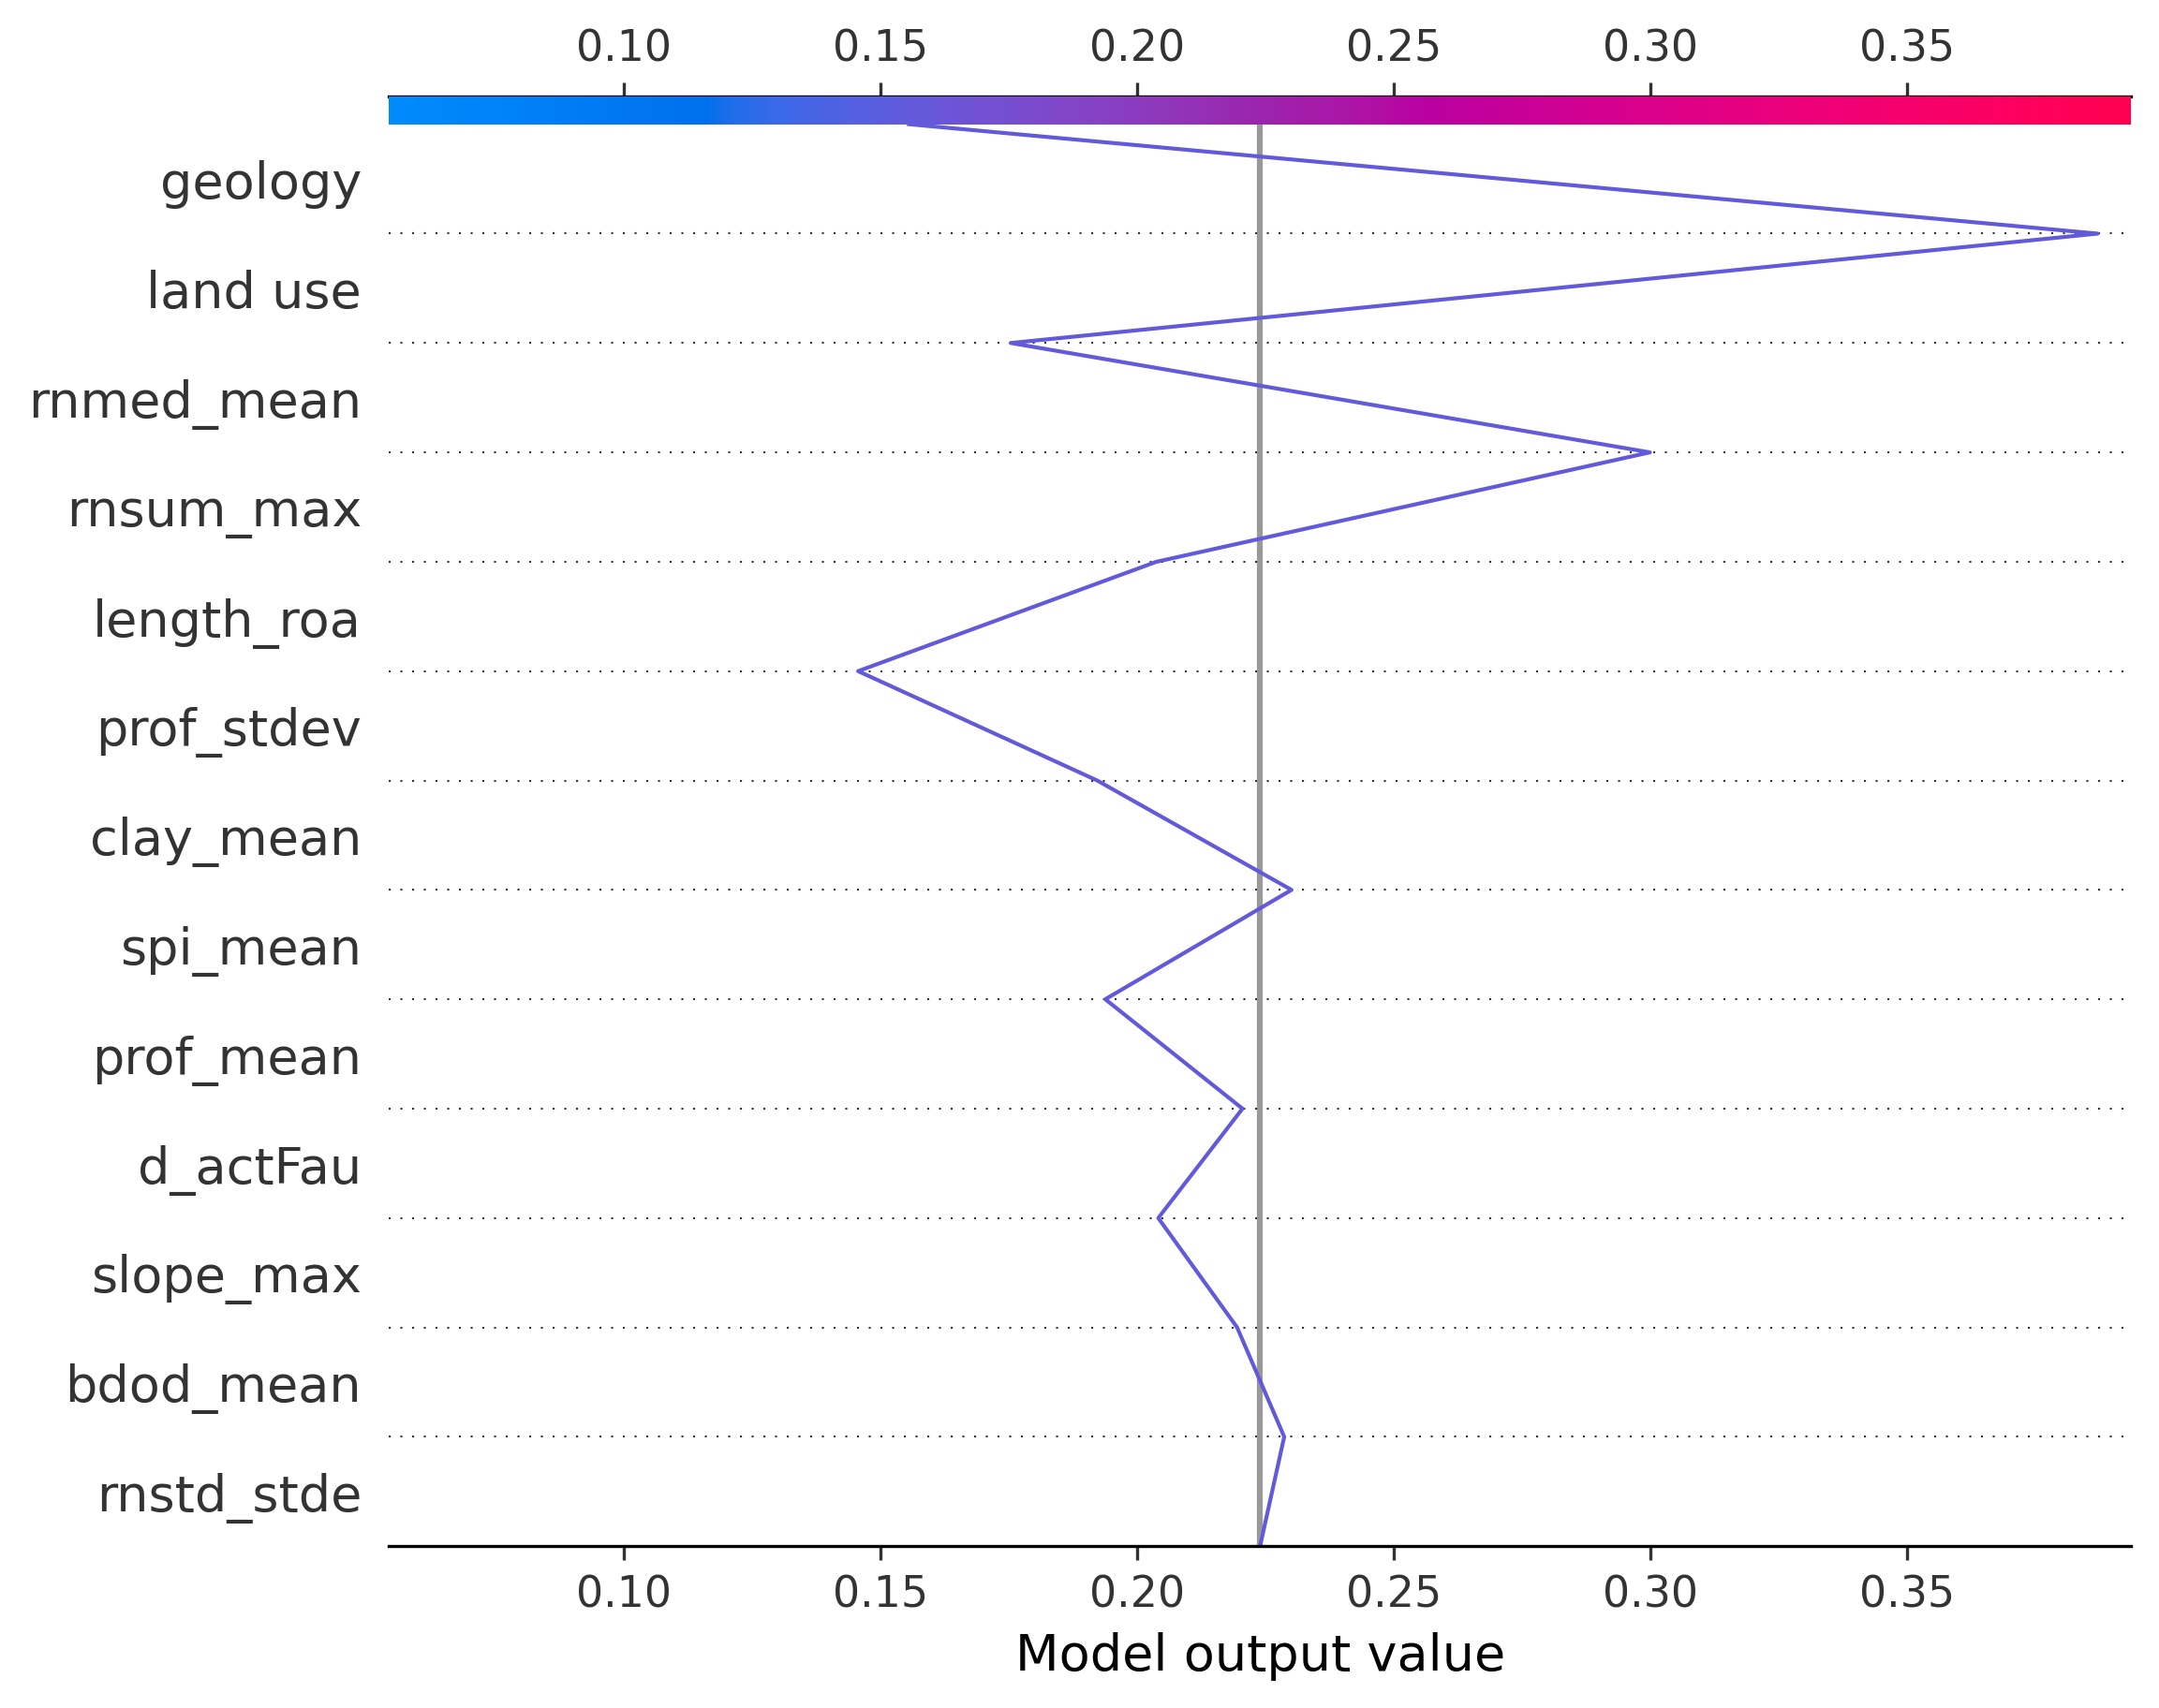 0.10 0.15 0.20 0.25 0.30 0.35
geology
land use
rnmed_mean
rnsum_max
length_roa
prof_stdev
clay_mean
spi_mean
prof_mean
d_actFau
slope_max
bdod_mean
rnstd_stde
0.10 0.15 0.20 0.25 0.30 0.35
Model output value